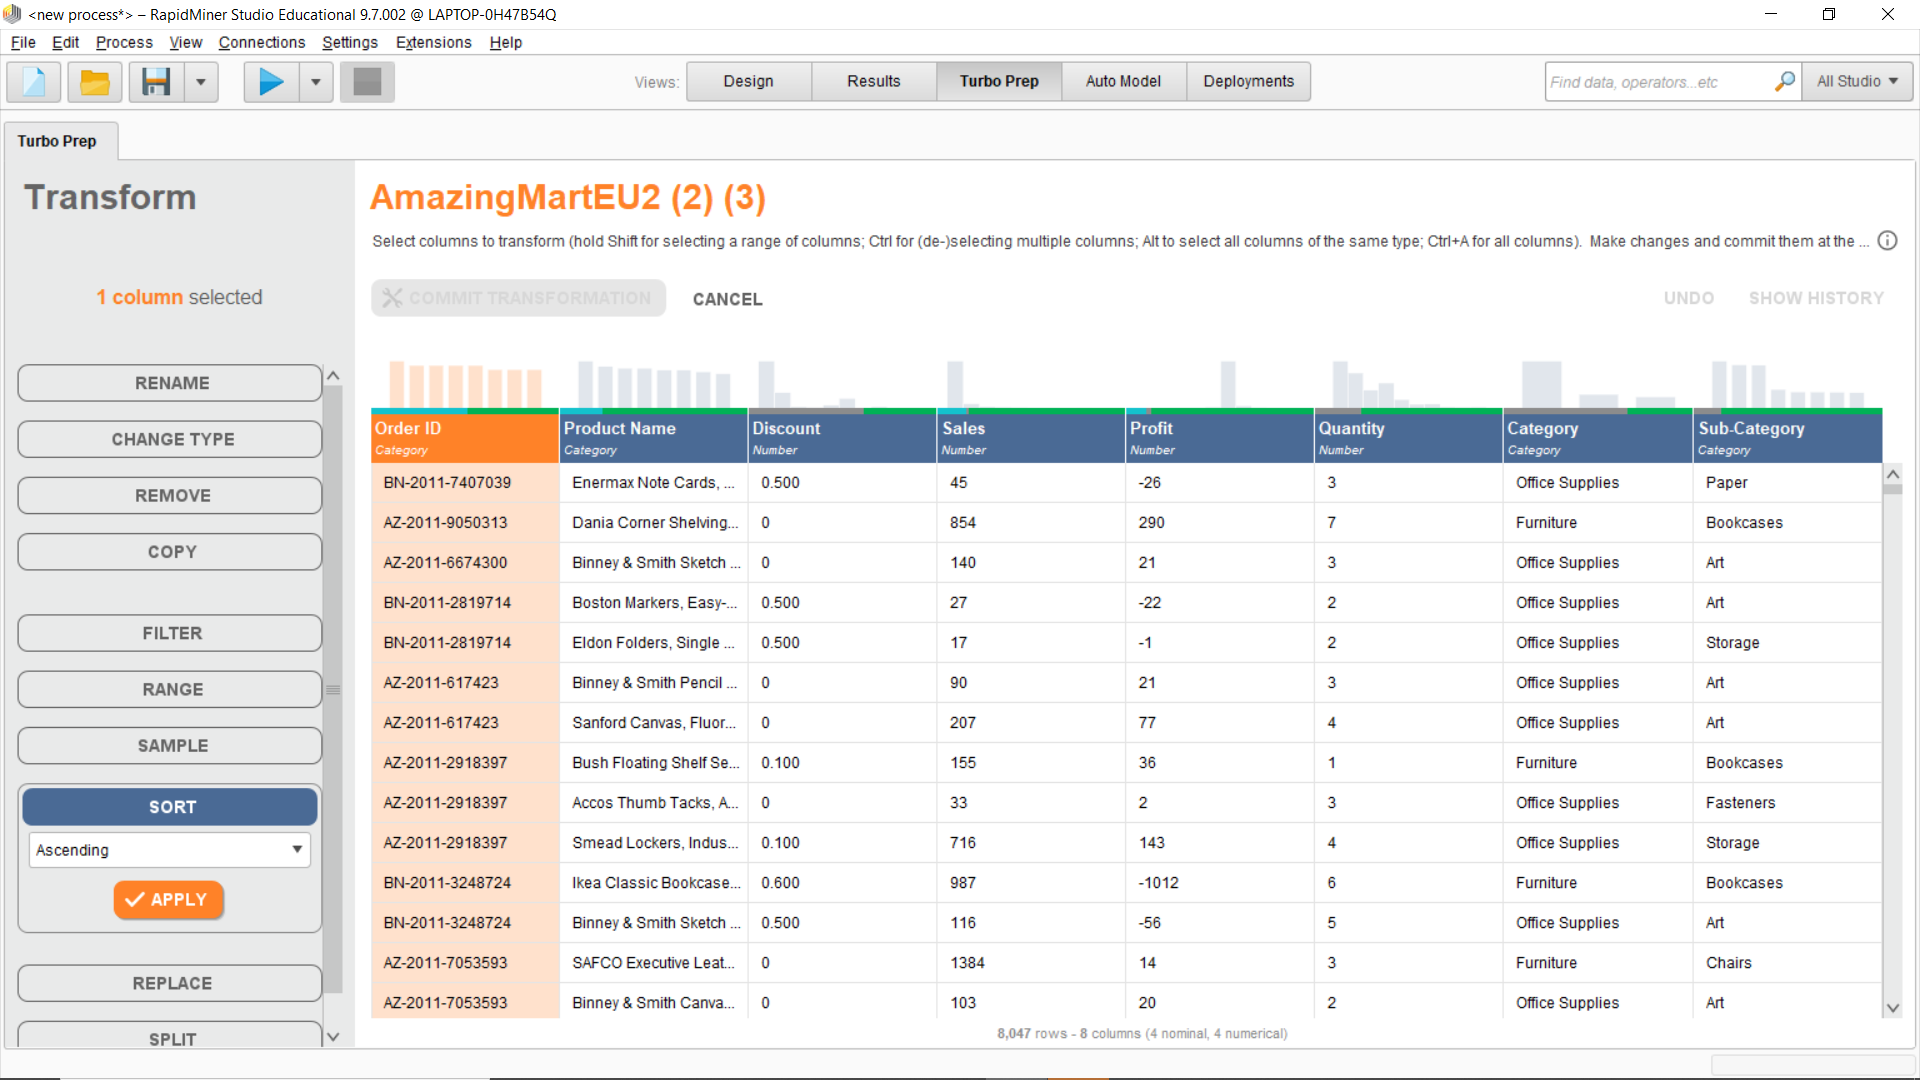 <new process*> – RapidMiner Studio Educational 9.7.002 @ LAPTOP-0H47B54Q
File Edit Process View Connections Settings Extensions Help
Views: Design Results Turbo Prep Auto Model Deployments Find data, operators...etc All Studio
Turbo Prep
Transform
1 column selected
RENAME
CHANGE TYPE
REMOVE
COPY
FILTER
RANGE
SAMPLE
SORT
Ascending
APPLY
REPLACE
SPLIT
AmazingMartEU2 (2) (3)
Select columns to transform (hold Shift for selecting a range of columns; Ctrl for (de-)selecting multiple columns; Alt to select all columns of the same type; Ctrl+A for all columns). Make changes and commit them at the ...
COMMIT TRANSFORMATION CANCEL UNDO SHOW HISTORY
Order ID Product Name Discount Sales Profit Quantity Category Sub-Category
Category Category Number Number Number Number Category Category
BN-2011-7407039 Enermax Note Cards, ... 0.500 45 -26 3 Office Supplies Paper
AZ-2011-9050313 Dania Corner Shelving... 0 854 290 7 Furniture Bookcases
AZ-2011-6674300 Binney & Smith Sketch ... 0 140 21 3 Office Supplies Art
BN-2011-2819714 Boston Markers, Easy-... 0.500 27 -22 2 Office Supplies Art
BN-2011-2819714 Eldon Folders, Single ... 0.500 17 -1 2 Office Supplies Storage
AZ-2011-617423 Binney & Smith Pencil ... 0 90 21 3 Office Supplies Art
AZ-2011-617423 Sanford Canvas, Fluor... 0 207 77 4 Office Supplies Art
AZ-2011-2918397 Bush Floating Shelf Se... 0.100 155 36 1 Furniture Bookcases
AZ-2011-2918397 Accos Thumb Tacks, A... 0 33 2 3 Office Supplies Fasteners
AZ-2011-2918397 Smead Lockers, Indus... 0.100 716 143 4 Office Supplies Storage
BN-2011-3248724 Ikea Classic Bookcase... 0.600 987 -1012 6 Furniture Bookcases
BN-2011-3248724 Binney & Smith Sketch ... 0.500 116 -56 5 Office Supplies Art
AZ-2011-7053593 SAFCO Executive Leat... 0 1384 14 3 Furniture Chairs
AZ-2011-7053593 Binney & Smith Canva... 0 103 20 2 Office Supplies Art
8,047 rows - 8 columns (4 nominal, 4 numerical)